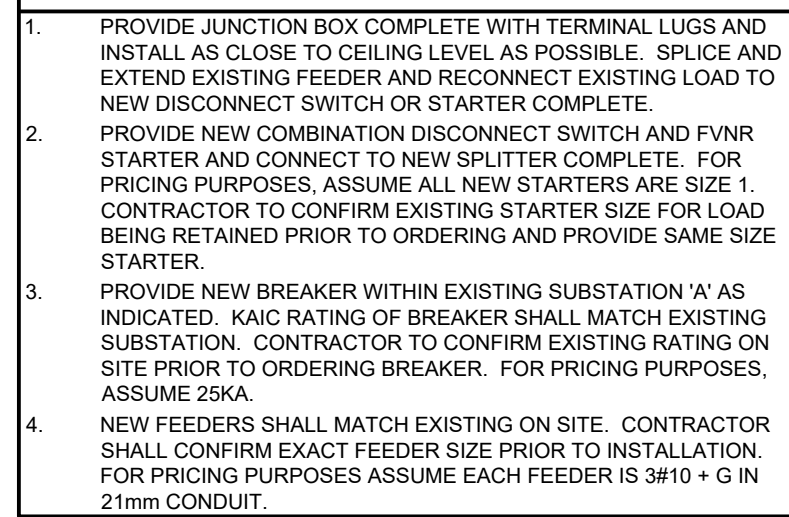 1. PROVIDE JUNCTION BOX COMPLETE WITH TERMINAL LUGS AND
INSTALL AS CLOSE TO CEILING LEVEL AS POSSIBLE. SPLICE AND
EXTEND EXISTING FEEDER AND RECONNECT EXISTING LOAD TO
NEW DISCONNECT SWITCH OR STARTER COMPLETE.
2. PROVIDE NEW COMBINATION DISCONNECT SWITCH AND FVNR
STARTER AND CONNECT TO NEW SPLITTER COMPLETE. FOR
PRICING PURPOSES, ASSUME ALL NEW STARTERS ARE SIZE 1.
CONTRACTOR TO CONFIRM EXISTING STARTER SIZE FOR LOAD
BEING RETAINED PRIOR TO ORDERING AND PROVIDE SAME SIZE
STARTER.
3. PROVIDE NEW BREAKER WITHIN EXISTING SUBSTATION 'A' AS
INDICATED. KAIC RATING OF BREAKER SHALL MATCH EXISTING
SUBSTATION. CONTRACTOR TO CONFIRM EXISTING RATING ON
SITE PRIOR TO ORDERING BREAKER. FOR PRICING PURPOSES,
ASSUME 25KA.
4. NEW FEEDERS SHALL MATCH EXISTING ON SITE. CONTRACTOR
SHALL CONFIRM EXACT FEEDER SIZE PRIOR TO INSTALLATION.
FOR PRICING PURPOSES ASSUME EACH FEEDER IS 3#10 + G IN
21mm CONDUIT.